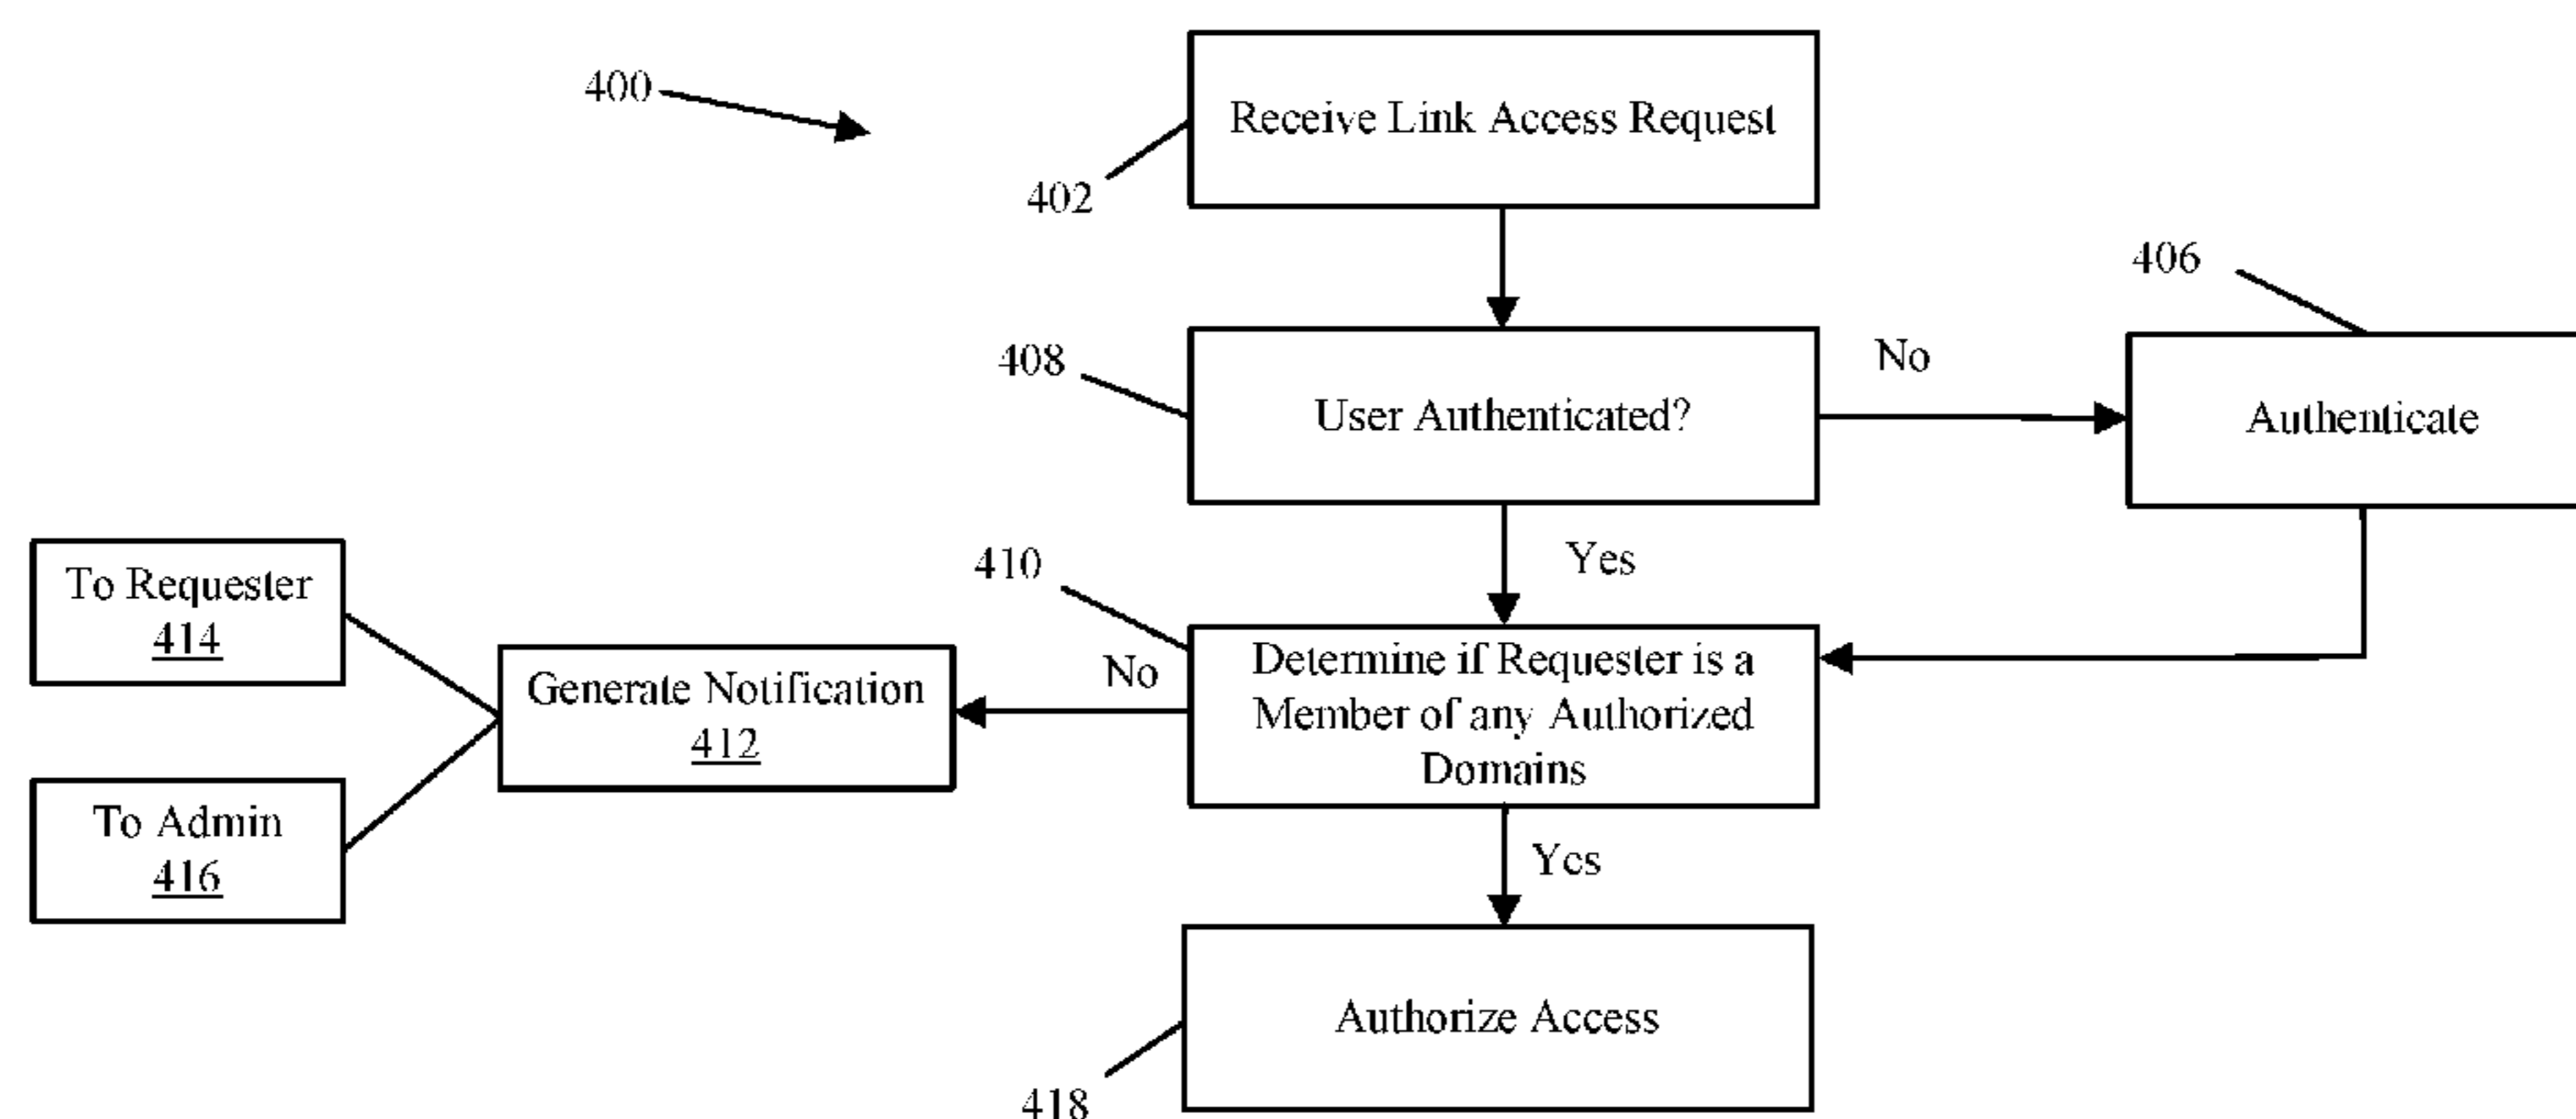 400
Receive Link Access Request
402
406
408
User Authenticated?
No
Authenticate
Yes
410
To Requester
414
Generate Notification
412
No
Determine if Requester is a
Member of any Authorized
Domains
To Admin
416
Yes
Authorize Access
418